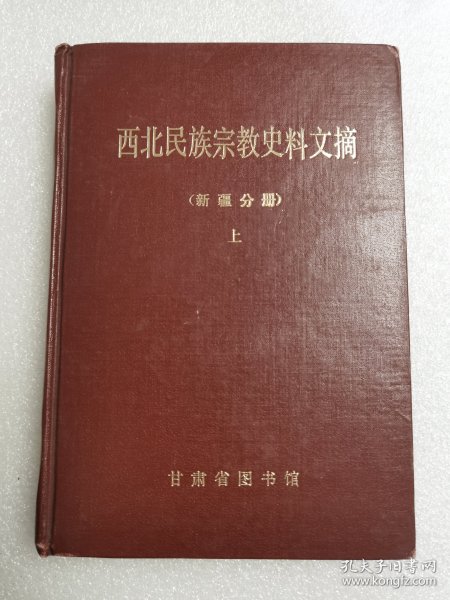 西北民族宗教史料文摘
（新疆分册）
上
甘肃省图书馆
孔夫子旧书网
www.kongfz.com